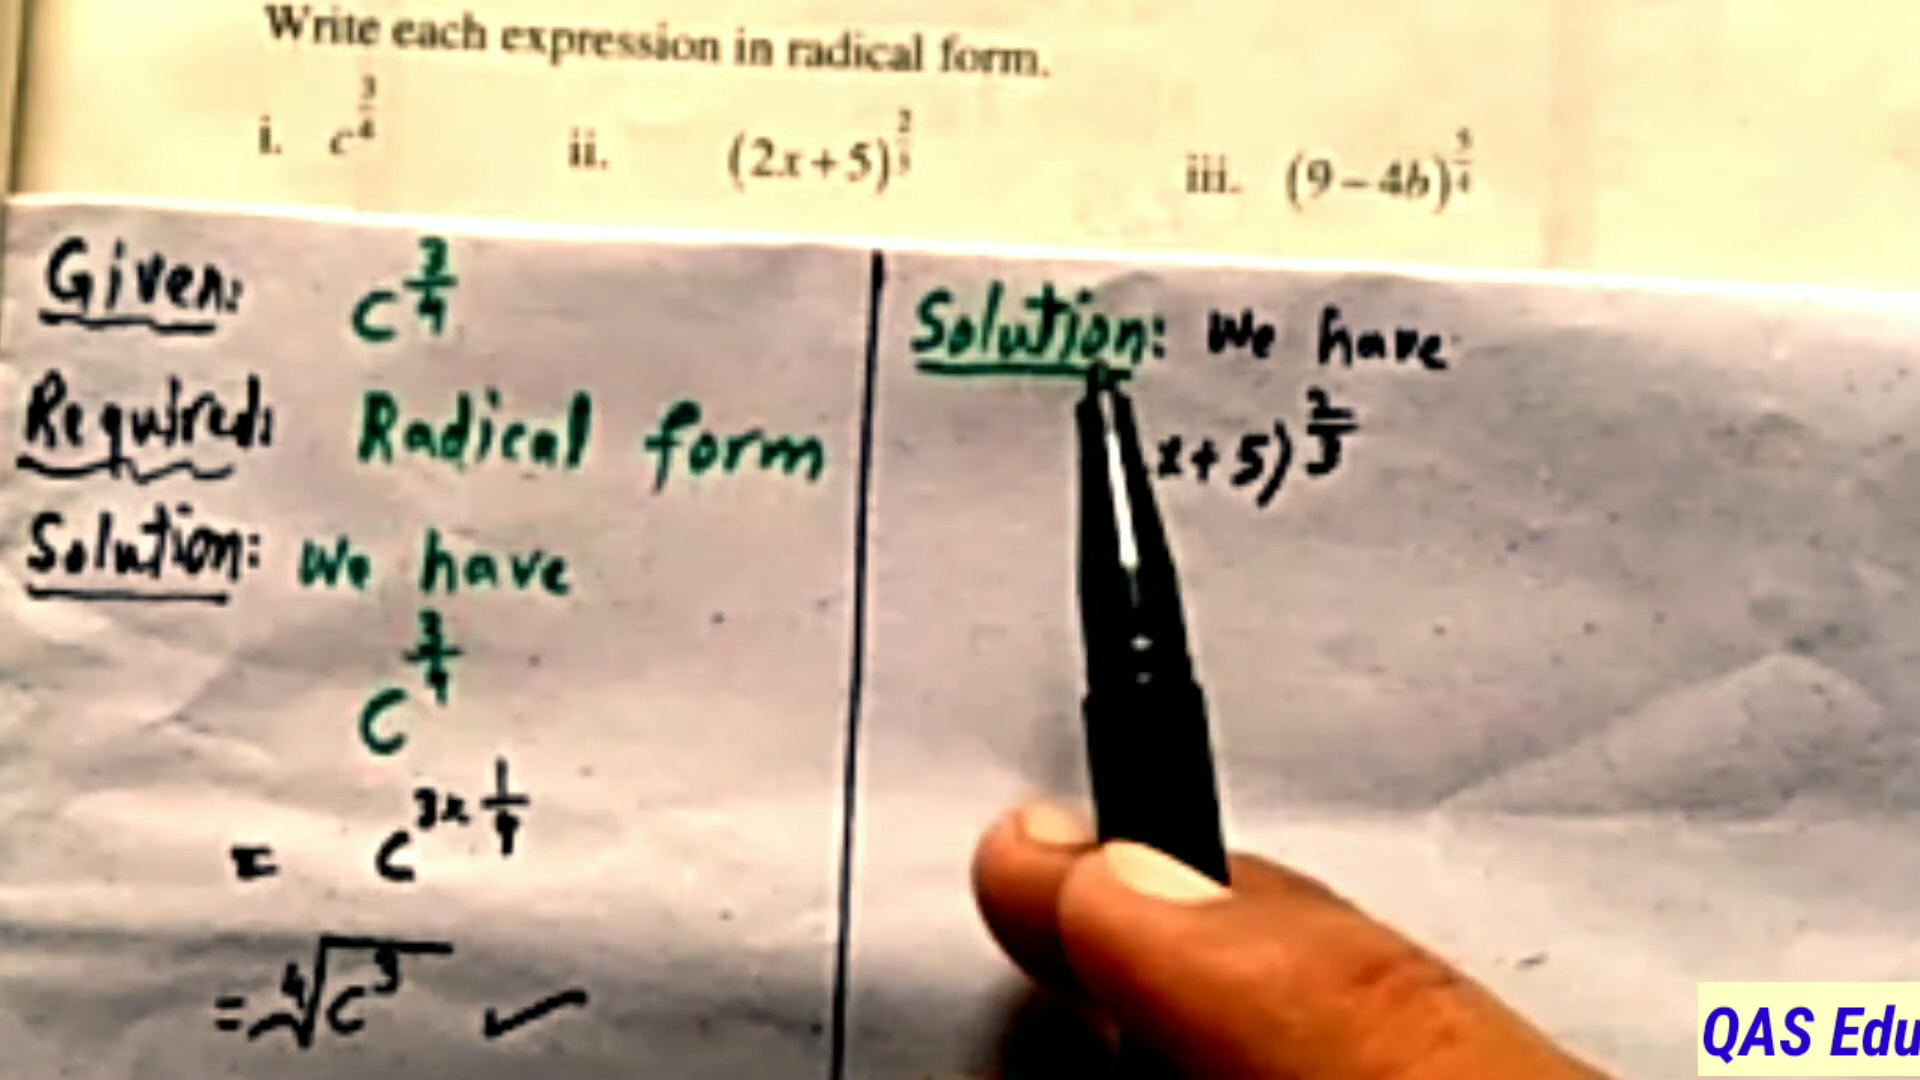 Write each expression in radical form.
i. c^(3/4) ii. (2x+5)^(2/3) iii. (9-4b)^(5/4)
Given: c^(3/4)
Required: Radical form
Solution: We have
c^(3/4)
= c^(3×1/4)
= ∜c³ ✓
Solution: We have
x+5)^(2/3)
QAS Edu